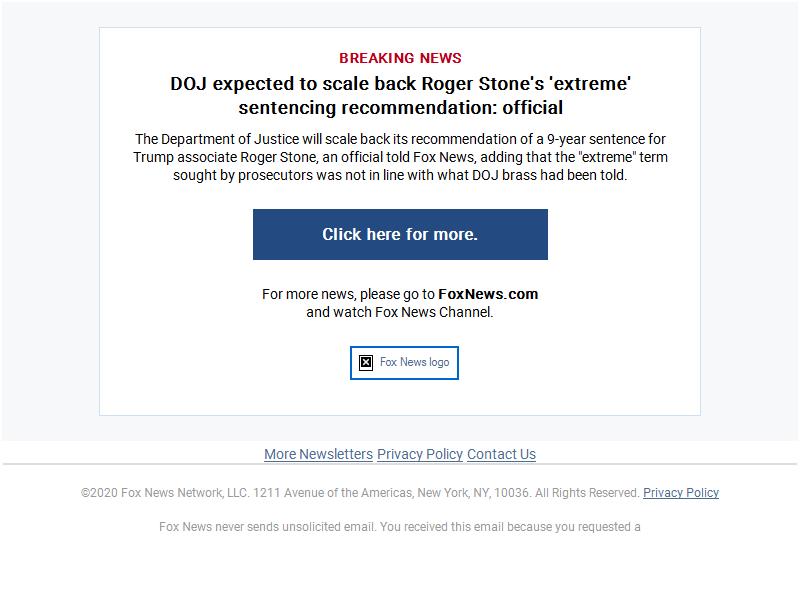 BREAKING NEWS
DOJ expected to scale back Roger Stone's 'extreme'
sentencing recommendation: official
The Department of Justice will scale back its recommendation of a 9-year sentence for
Trump associate Roger Stone, an official told Fox News, adding that the "extreme" term
sought by prosecutors was not in line with what DOJ brass had been told.
Click here for more.
For more news, please go to FoxNews.com
and watch Fox News Channel.
Fox News logo
More Newsletters Privacy Policy Contact Us
©2020 Fox News Network, LLC. 1211 Avenue of the Americas, New York, NY, 10036. All Rights Reserved. Privacy Policy
Fox News never sends unsolicited email. You received this email because you requested a